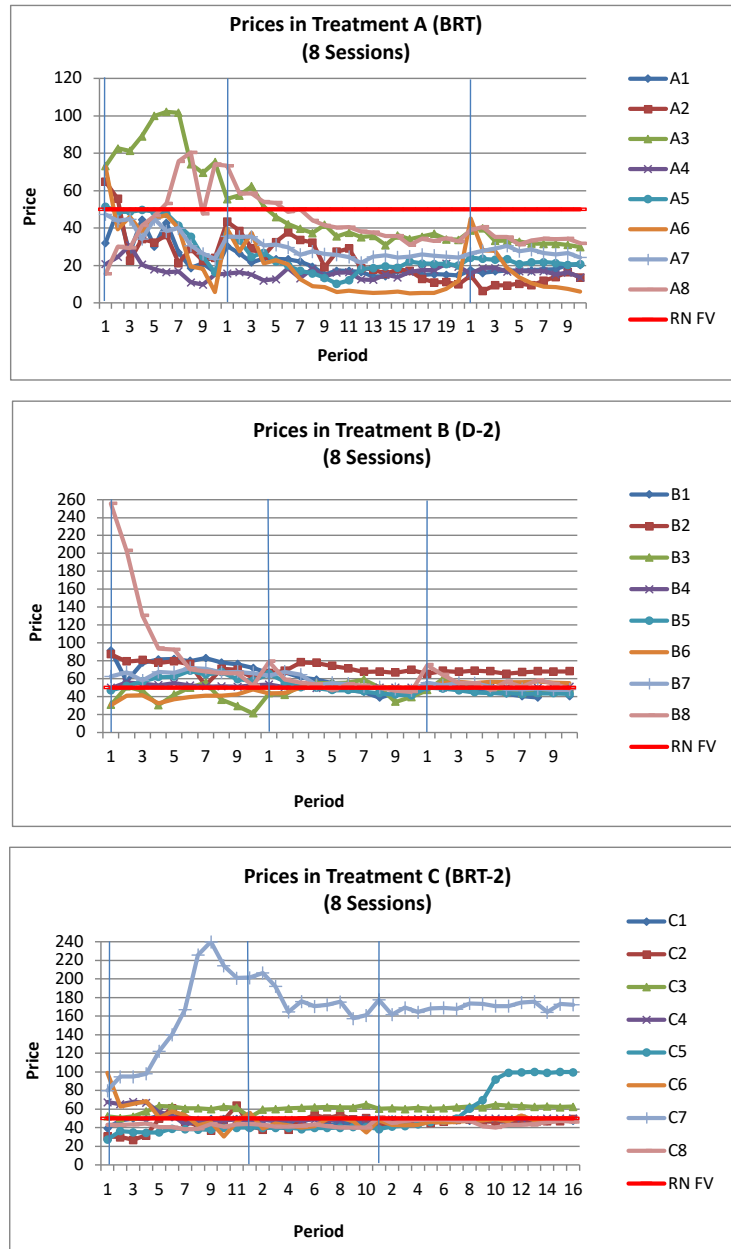 Prices in Treatment A (BRT)
(8 Sessions)
120
100
80
60
40
20
0
Price
1 3 5 7 9 1 3 5 7 9 11 13 15 17 19 1 3 5 7 9
Period
A1
A2
A3
A4
A5
A6
A7
A8
RN FV
Prices in Treatment B (D-2)
(8 Sessions)
260
240
220
200
180
160
140
120
100
80
60
40
20
0
Price
1 3 5 7 9 1 3 5 7 9 1 3 5 7 9
Period
B1
B2
B3
B4
B5
B6
B7
B8
RN FV
Prices in Treatment C (BRT-2)
(8 Sessions)
240
220
200
180
160
140
120
100
80
60
40
20
0
Price
1 3 5 7 9 11 2 4 6 8 10 2 4 6 8 10 12 14 16
Period
C1
C2
C3
C4
C5
C6
C7
C8
RN FV